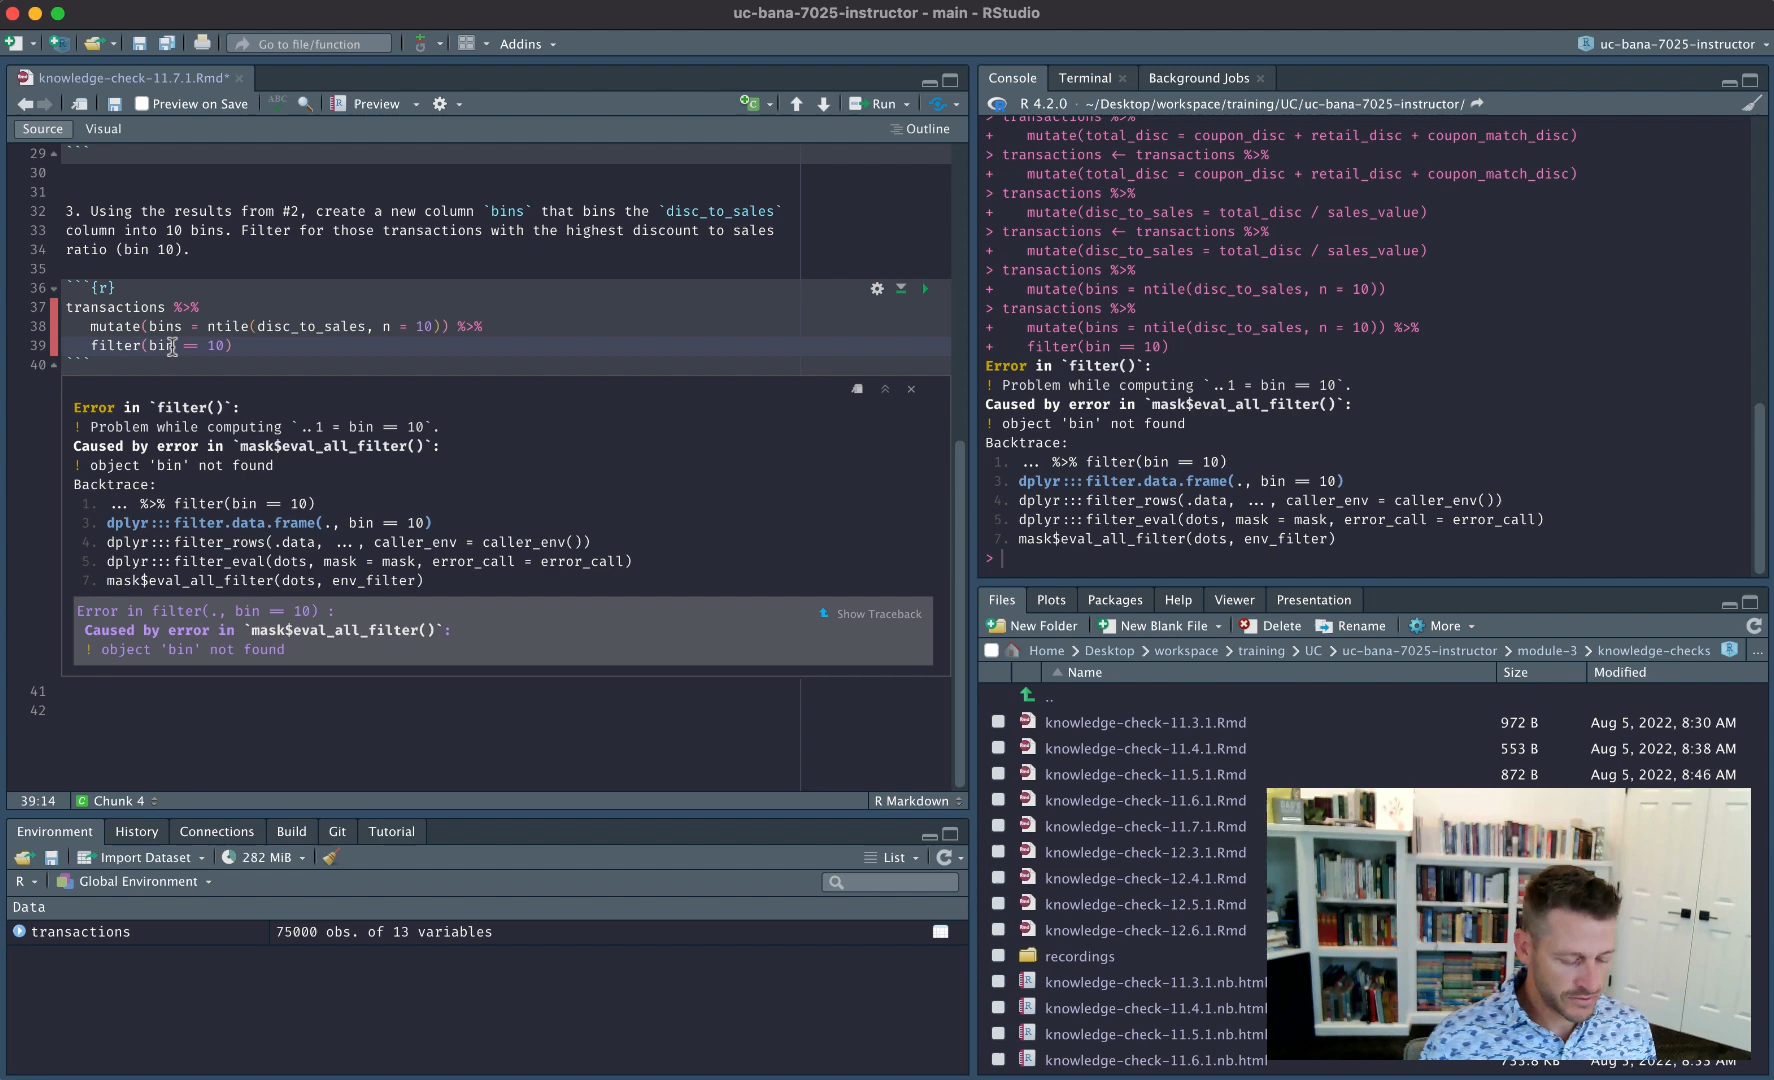 uc-bana-7025-instructor - main - RStudio
Go to file/function
Addins
uc-bana-7025-instructor
knowledge-check-11.7.1.Rmd*
Preview on Save
ABC
Preview
Run
Source
Visual
Outline
29 ```
30
31
32 3. Using the results from #2, create a new column `bins` that bins the `disc_to_sales`
33 column into 10 bins. Filter for those transactions with the highest discount to sales
34 ratio (bin 10).
35
36 ```{r}
37 transactions %>%
38 mutate(bins = ntile(disc_to_sales, n = 10)) %>%
39 filter(bin == 10)
40 ```
Error in `filter()`:
! Problem while computing `..1 = bin == 10`.
Caused by error in `mask$eval_all_filter()`:
! object 'bin' not found
Backtrace:
1. ... %>% filter(bin == 10)
3. dplyr:::filter.data.frame(., bin == 10)
4. dplyr:::filter_rows(.data, ..., caller_env = caller_env())
5. dplyr:::filter_eval(dots, mask = mask, error_call = error_call)
7. mask$eval_all_filter(dots, env_filter)
Error in filter(., bin == 10) :
Show Traceback
Caused by error in `mask$eval_all_filter()`:
! object 'bin' not found
41
42
39:14
C Chunk 4
R Markdown
Environment
History
Connections
Build
Git
Tutorial
Import Dataset
282 MiB
List
R
Global Environment
Data
transactions
75000 obs. of 13 variables
Console
Terminal
Background Jobs
R 4.2.0 · ~/Desktop/workspace/training/UC/uc-bana-7025-instructor/
> transactions %>%
+ mutate(total_disc = coupon_disc + retail_disc + coupon_match_disc)
> transactions <- transactions %>%
+ mutate(total_disc = coupon_disc + retail_disc + coupon_match_disc)
> transactions %>%
+ mutate(disc_to_sales = total_disc / sales_value)
> transactions <- transactions %>%
+ mutate(disc_to_sales = total_disc / sales_value)
> transactions %>%
+ mutate(bins = ntile(disc_to_sales, n = 10))
> transactions %>%
+ mutate(bins = ntile(disc_to_sales, n = 10)) %>%
+ filter(bin == 10)
Error in `filter()`:
! Problem while computing `..1 = bin == 10`.
Caused by error in `mask$eval_all_filter()`:
! object 'bin' not found
Backtrace:
1. ... %>% filter(bin == 10)
3. dplyr:::filter.data.frame(., bin == 10)
4. dplyr:::filter_rows(.data, ..., caller_env = caller_env())
5. dplyr:::filter_eval(dots, mask = mask, error_call = error_call)
7. mask$eval_all_filter(dots, env_filter)
>
Files
Plots
Packages
Help
Viewer
Presentation
New Folder
New Blank File
Delete
Rename
More
Home > Desktop > workspace > training > UC > uc-bana-7025-instructor > module-3 > knowledge-checks
...
Name
Size
Modified
..
knowledge-check-11.3.1.Rmd 972 B Aug 5, 2022, 8:30 AM
knowledge-check-11.4.1.Rmd 553 B Aug 5, 2022, 8:38 AM
knowledge-check-11.5.1.Rmd 872 B Aug 5, 2022, 8:46 AM
knowledge-check-11.6.1.Rmd
knowledge-check-11.7.1.Rmd
knowledge-check-12.3.1.Rmd
knowledge-check-12.4.1.Rmd
knowledge-check-12.5.1.Rmd
knowledge-check-12.6.1.Rmd
recordings
knowledge-check-11.3.1.nb.html
knowledge-check-11.4.1.nb.html
knowledge-check-11.5.1.nb.html
knowledge-check-11.6.1.nb.html